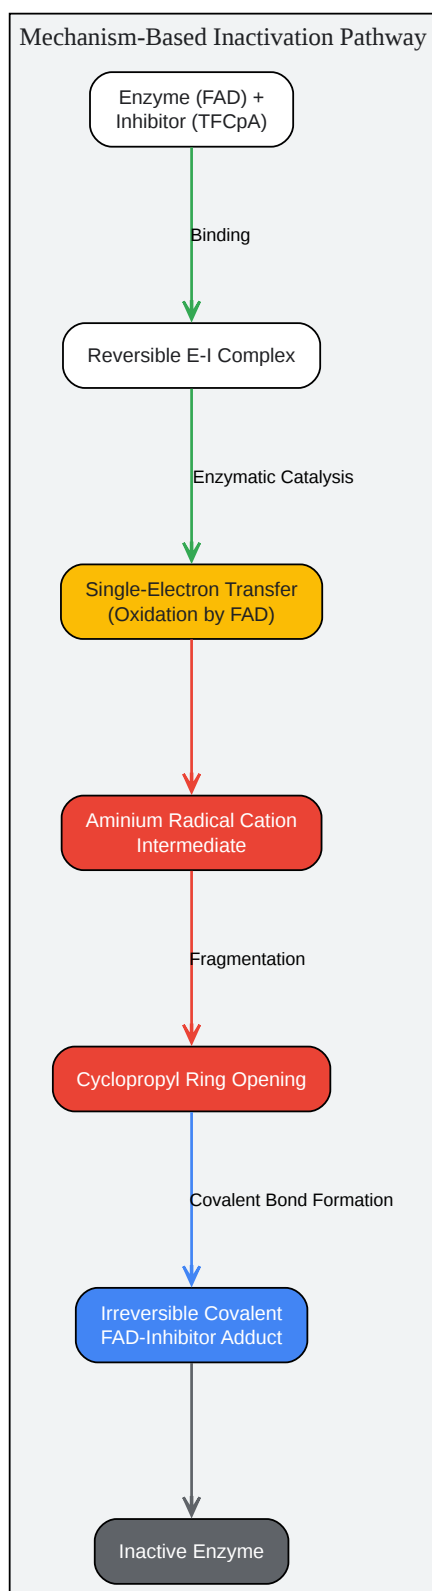 Mechanism-Based Inactivation Pathway
Enzyme (FAD) +
Inhibitor (TFCpA)
Binding
Reversible E-I Complex
Enzymatic Catalysis
Single-Electron Transfer
(Oxidation by FAD)
Aminium Radical Cation
Intermediate
Fragmentation
Cyclopropyl Ring Opening
Covalent Bond Formation
Irreversible Covalent
FAD-Inhibitor Adduct
Inactive Enzyme